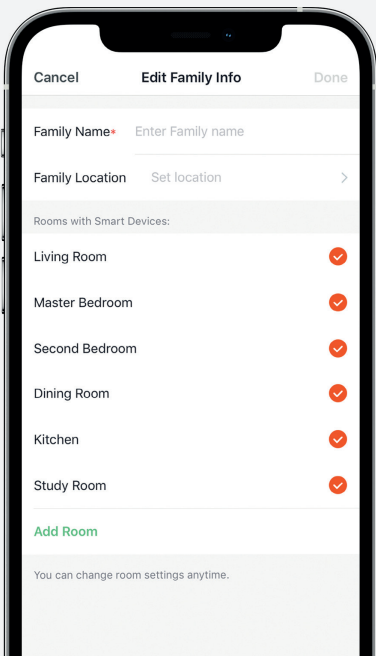 Cancel Edit Family Info Done
Family Name* Enter Family name
Family Location Set location
Rooms with Smart Devices:
Living Room
Master Bedroom
Second Bedroom
Dining Room
Kitchen
Study Room
Add Room
You can change room settings anytime.